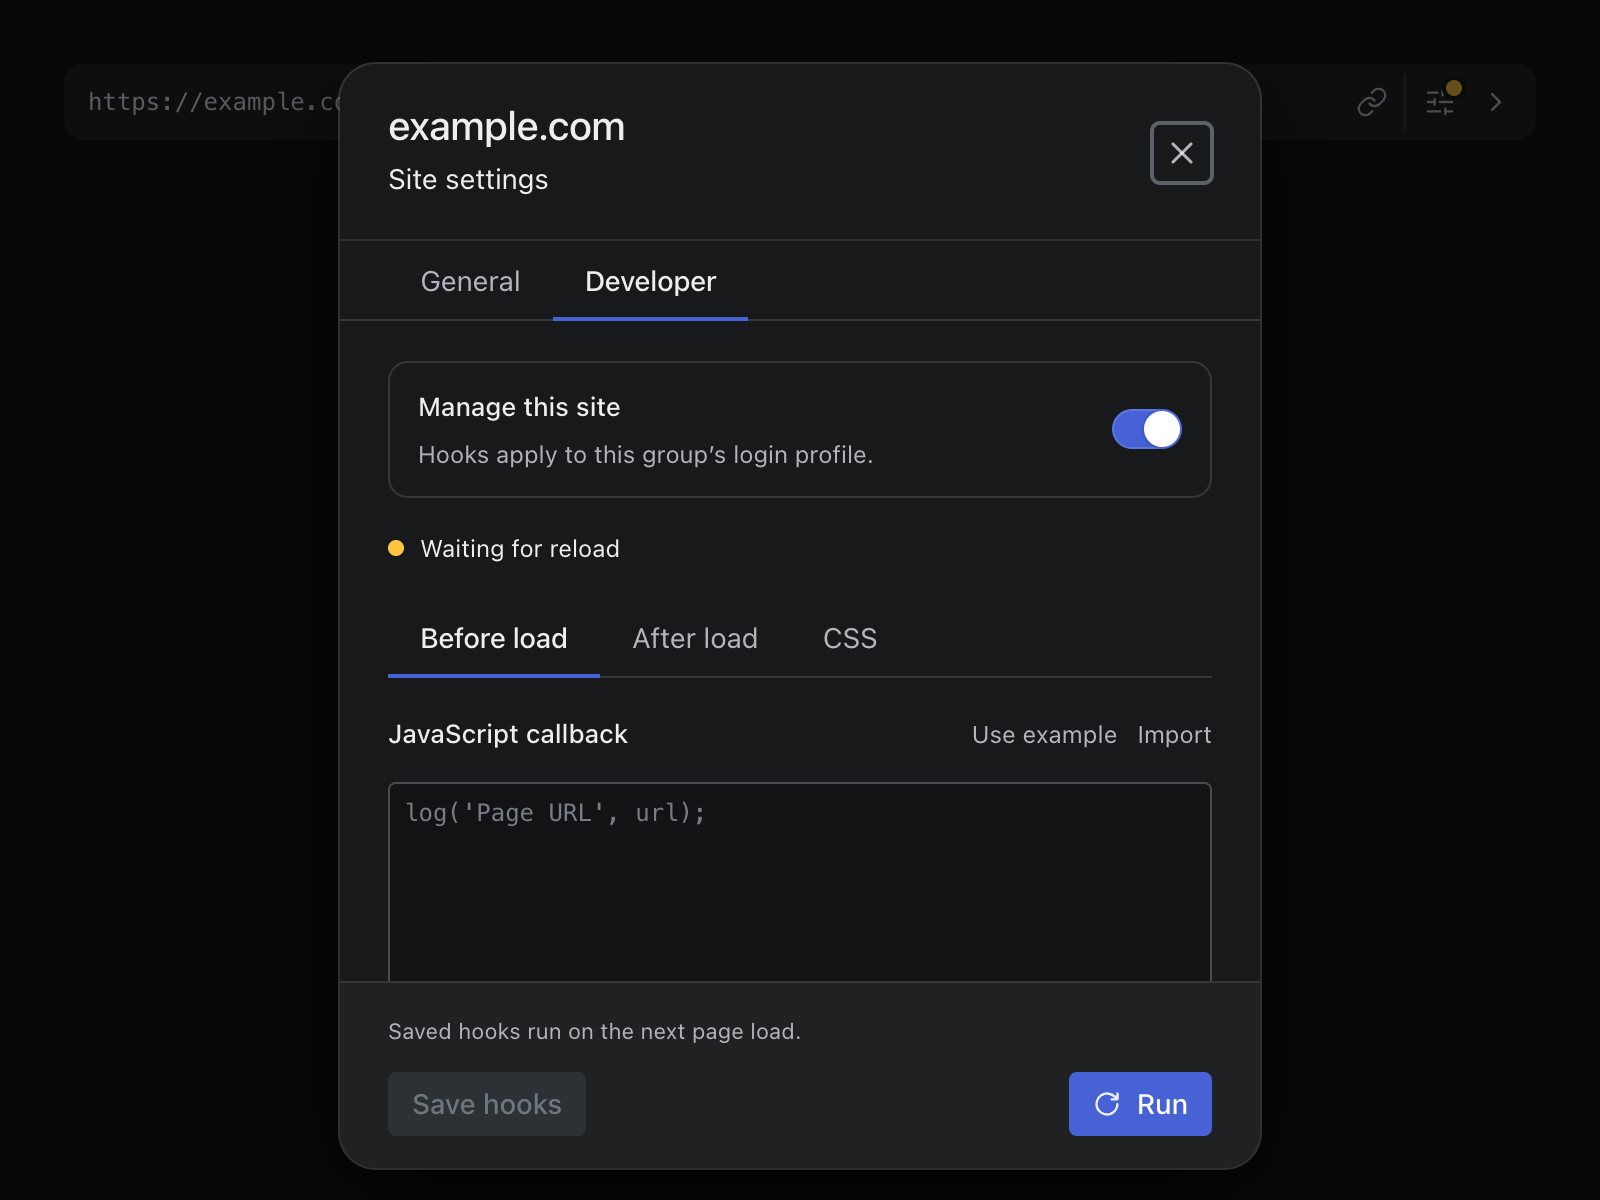 https://example.co
example.com
Site settings
General
Developer
Manage this site
Hooks apply to this group’s login profile.
Waiting for reload
Before load
After load
CSS
JavaScript callback
Use example
Import
log('Page URL', url);
Saved hooks run on the next page load.
Save hooks
Run